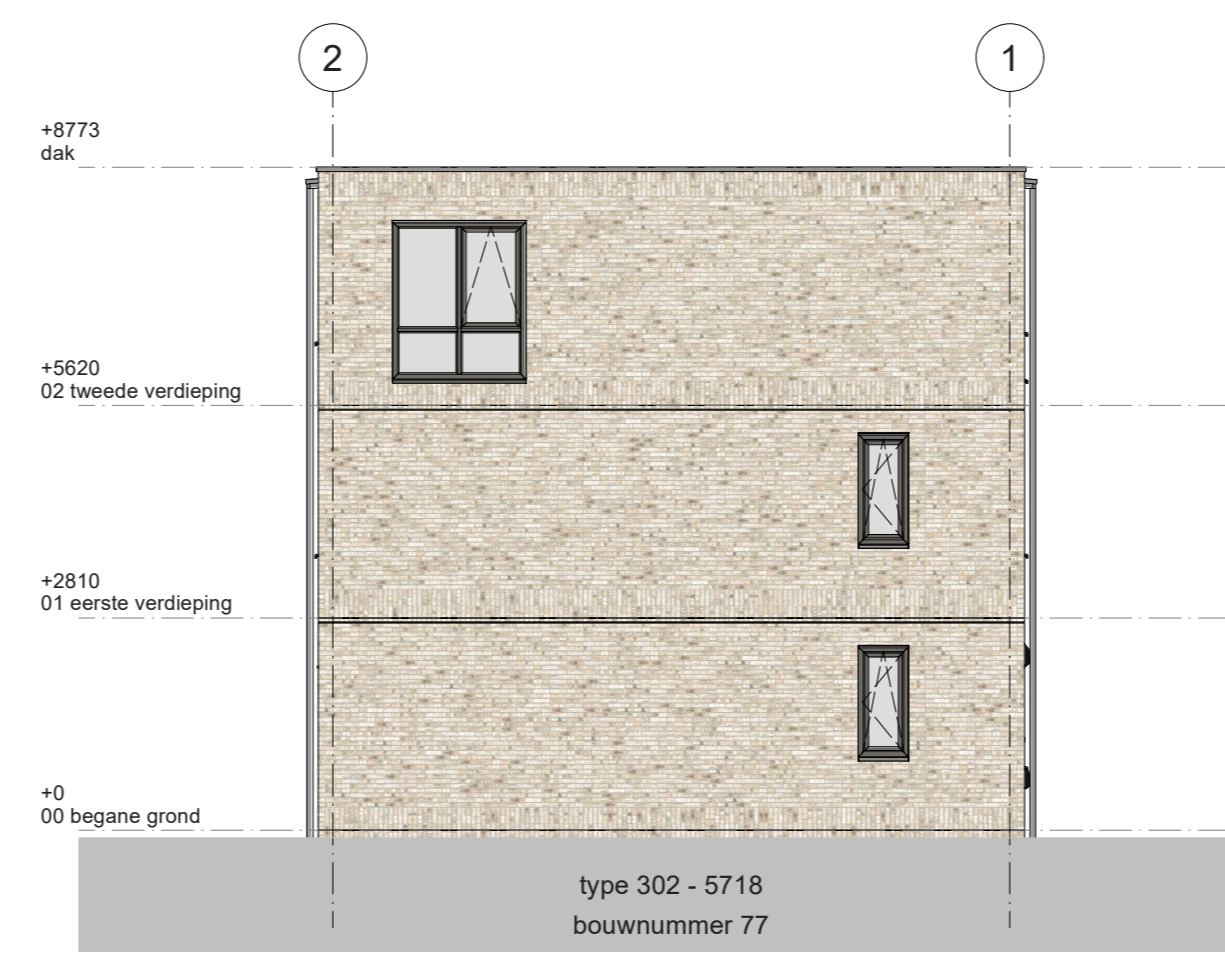 2
1
+8773
dak
+5620
02 tweede verdieping
+2810
01 eerste verdieping
+0
00 begane grond
type 302 - 5718
bouwnummer 77